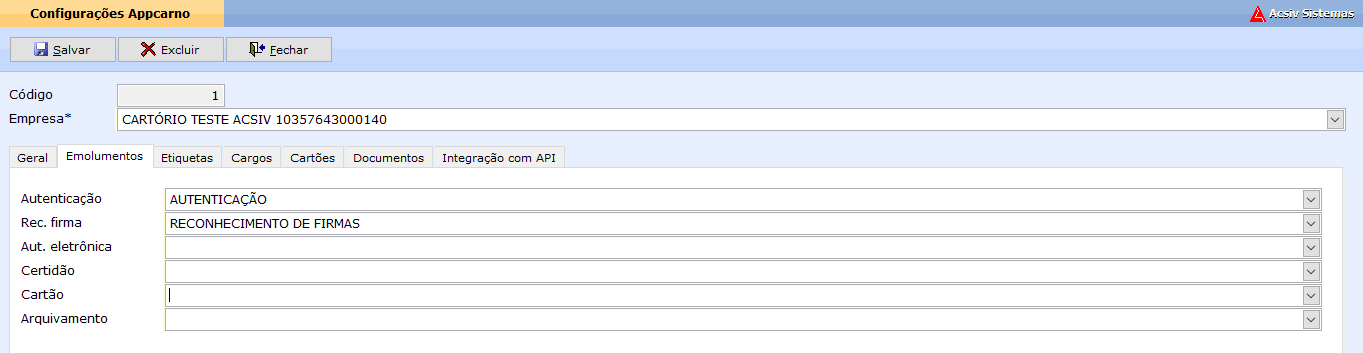 Configurações Appcarno
Acsiv Sistemas
Salvar Excluir Fechar
Código 1
Empresa* CARTÓRIO TESTE ACSIV 10357643000140
Geral Emolumentos Etiquetas Cargos Cartões Documentos Integração com API
Autenticação AUTENTICAÇÃO
Rec. firma RECONHECIMENTO DE FIRMAS
Aut. eletrônica
Certidão
Cartão
Arquivamento